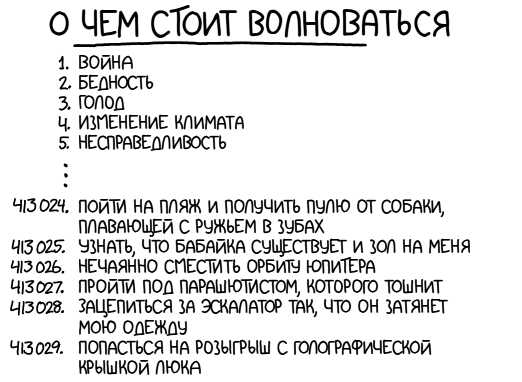 О ЧЕМ СТОИТ ВОЛНОВАТЬСЯ
1. ВОЙНА
2. БЕДНОСТЬ
3. ГОЛОД
4. ИЗМЕНЕНИЕ КЛИМАТА
5. НЕСПРАВЕДЛИВОСТЬ
⋮
413 024. ПОЙТИ НА ПЛЯЖ И ПОЛУЧИТЬ ПУЛЮ ОТ СОБАКИ,
ПЛАВАЮЩЕЙ С РУЖЬЕМ В ЗУБАХ
413 025. УЗНАТЬ, ЧТО БАБАЙКА СУЩЕСТВУЕТ И ЗОЛ НА МЕНЯ
413 026. НЕЧАЯННО СМЕСТИТЬ ОРБИТУ ЮПИТЕРА
413 027. ПРОЙТИ ПОД ПАРАШЮТИСТОМ, КОТОРОГО ТОШНИТ
413 028. ЗАЦЕПИТЬСЯ ЗА ЭСКАЛАТОР ТАК, ЧТО ОН ЗАТЯНЕТ
МОЮ ОДЕЖДУ
413 029. ПОПАСТЬСЯ НА РОЗЫГРЫШ С ГОЛОГРАФИЧЕСКОЙ
КРЫШКОЙ ЛЮКА